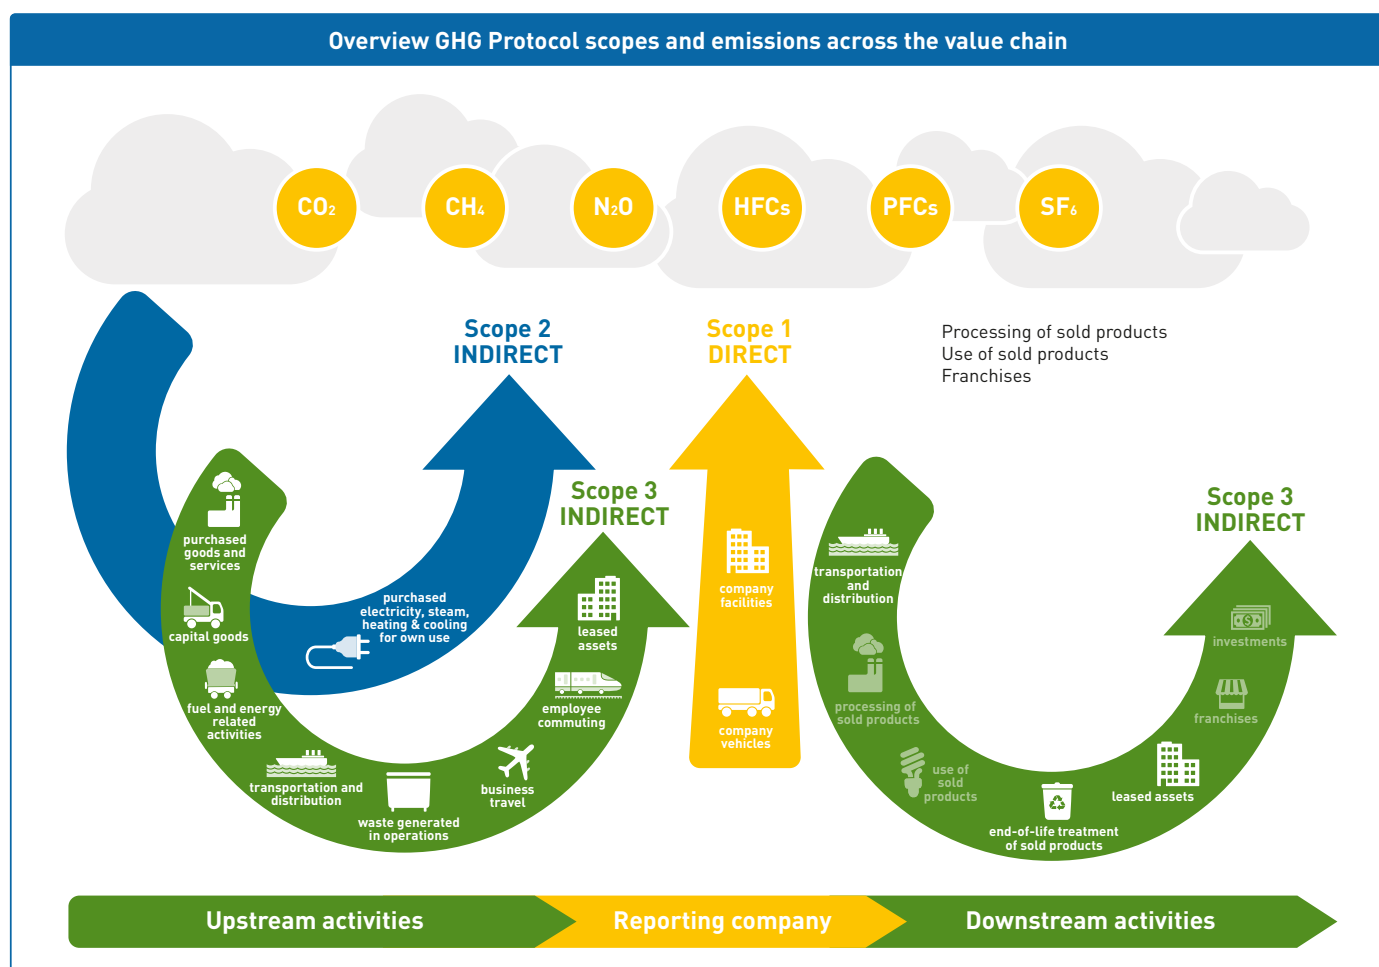 Overview GHG Protocol scopes and emissions across the value chain
CO₂
CH₄
N₂O
HFCs
PFCs
SF₆
Scope 2
INDIRECT
Scope 1
DIRECT
Processing of sold products
Use of sold products
Franchises
Scope 3
INDIRECT
Scope 3
INDIRECT
purchased
goods and
services
capital goods
fuel and energy
related
activities
transportation and
distribution
waste generated
in operations
business
travel
employee
commuting
leased
assets
purchased
electricity, steam,
heating & cooling
for own use
company
facilities
company
vehicles
transportation
and
distribution
processing of
sold products
use of
sold
products
end-of-life treatment
of sold products
leased assets
franchises
investments
Upstream activities
Reporting company
Downstream activities